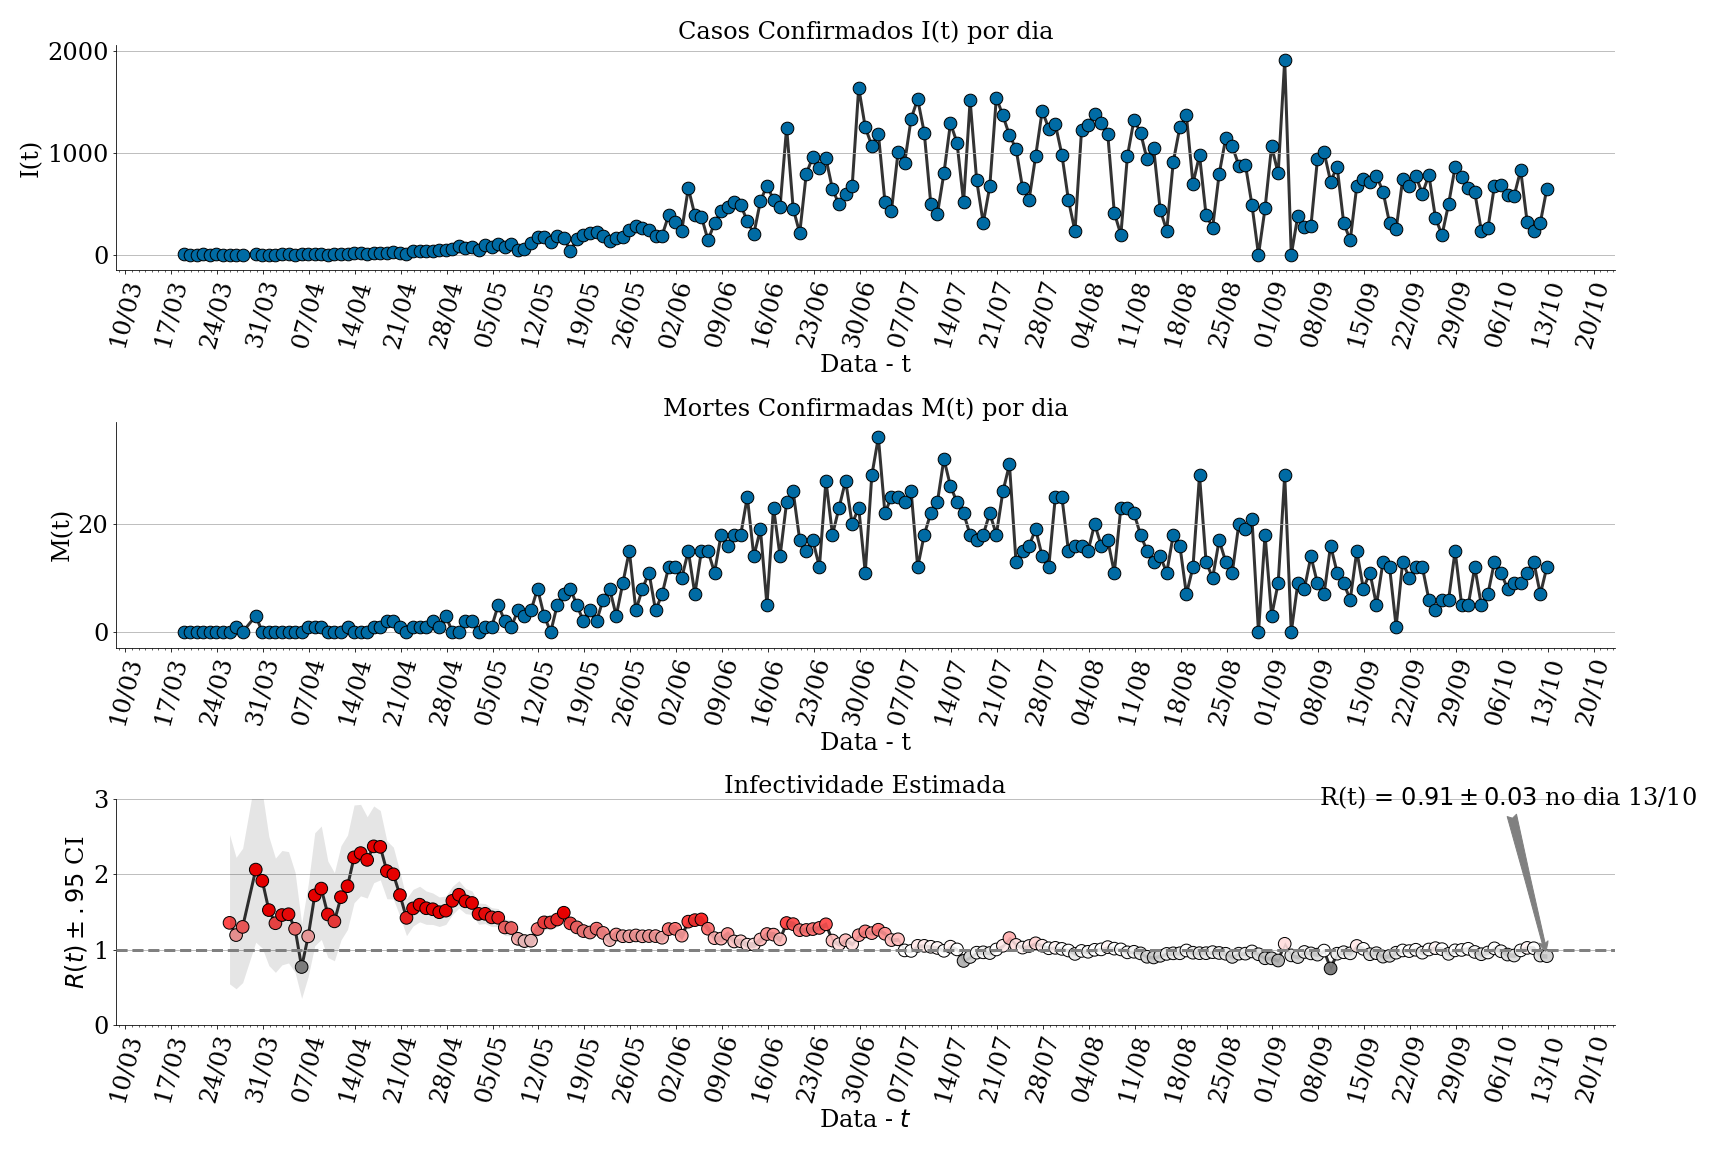 Casos Confirmados I(t) por dia
2000
1000
0
I(t)
10/03 17/03 24/03 31/03 07/04 14/04 21/04 28/04 05/05 12/05 19/05 26/05 02/06 09/06 16/06 23/06 30/06 07/07 14/07 21/07 28/07 04/08 11/08 18/08 25/08 01/09 08/09 15/09 22/09 29/09 06/10 13/10 20/10
Data - t
Mortes Confirmadas M(t) por dia
20
0
M(t)
10/03 17/03 24/03 31/03 07/04 14/04 21/04 28/04 05/05 12/05 19/05 26/05 02/06 09/06 16/06 23/06 30/06 07/07 14/07 21/07 28/07 04/08 11/08 18/08 25/08 01/09 08/09 15/09 22/09 29/09 06/10 13/10 20/10
Data - t
Infectividade Estimada
R(t) = 0.91 ± 0.03 no dia 13/10
3
2
1
0
R(t) ± .95 CI
10/03 17/03 24/03 31/03 07/04 14/04 21/04 28/04 05/05 12/05 19/05 26/05 02/06 09/06 16/06 23/06 30/06 07/07 14/07 21/07 28/07 04/08 11/08 18/08 25/08 01/09 08/09 15/09 22/09 29/09 06/10 13/10 20/10
Data - t